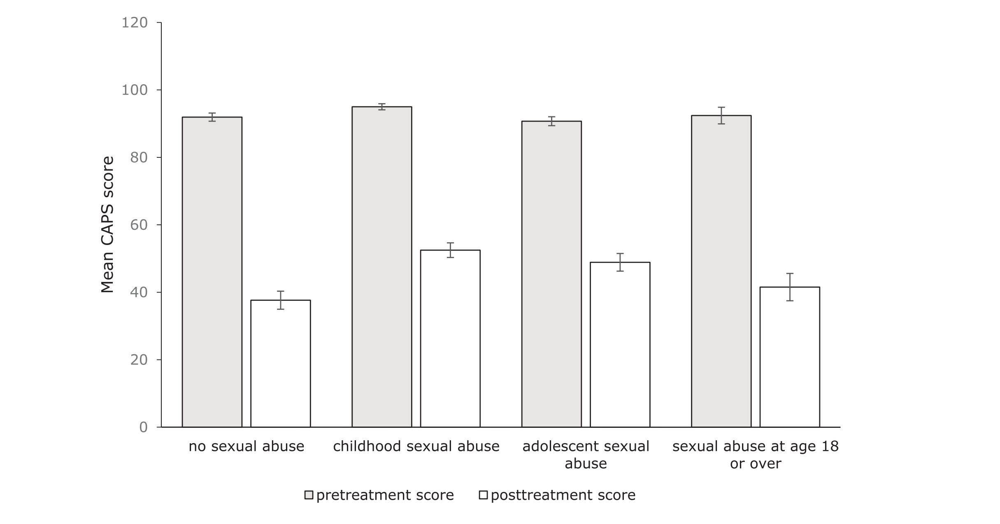 120
100
80
60
40
20
0
Mean CAPS score
no sexual abuse
childhood sexual abuse
adolescent sexual
abuse
sexual abuse at age 18
or over
pretreatment score
posttreatment score